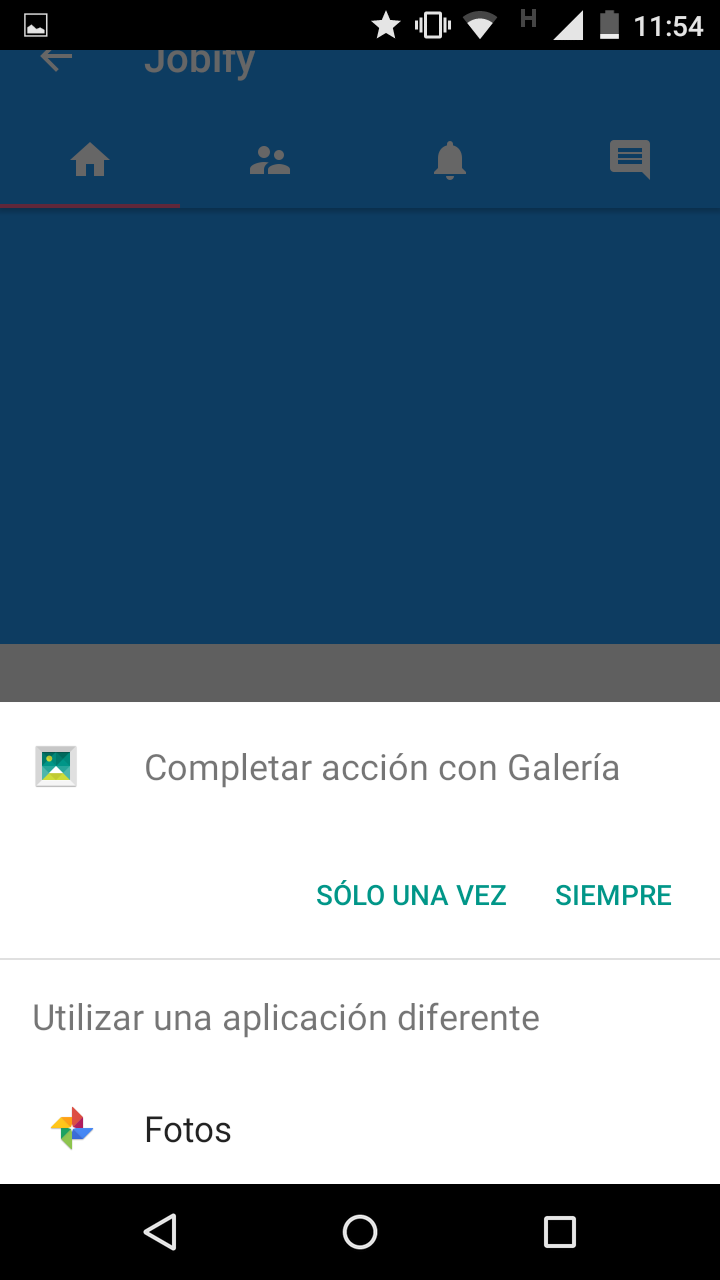 H
11:54
Jobify
Completar acción con Galería
SÓLO UNA VEZ
SIEMPRE
Utilizar una aplicación diferente
Fotos